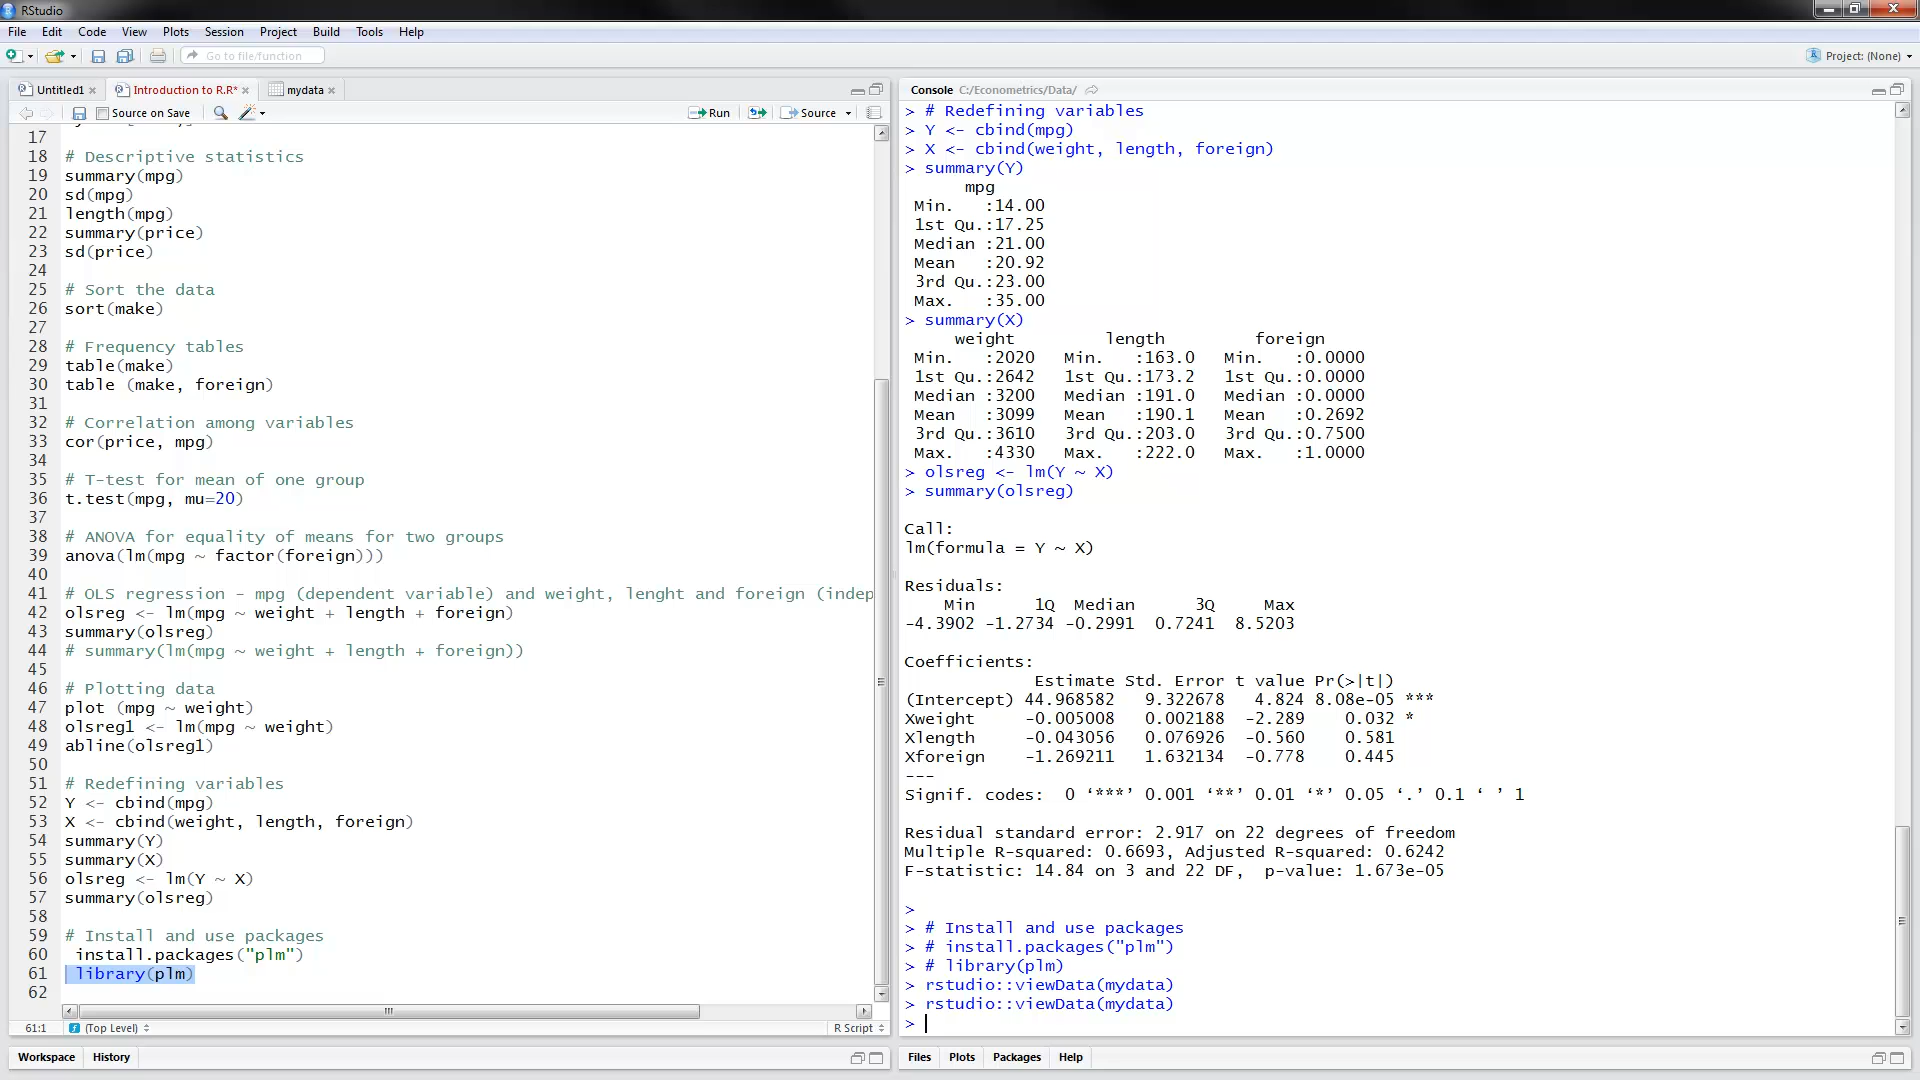 RStudio
File Edit Code View Plots Session Project Build Tools Help
Go to file/function Project: (None)
Untitled1 Introduction to R.R* mydata
Source on Save Run Source
17
18 # Descriptive statistics
19 summary(mpg)
20 sd(mpg)
21 length(mpg)
22 summary(price)
23 sd(price)
24
25 # Sort the data
26 sort(make)
27
28 # Frequency tables
29 table(make)
30 table (make, foreign)
31
32 # Correlation among variables
33 cor(price, mpg)
34
35 # T-test for mean of one group
36 t.test(mpg, mu=20)
37
38 # ANOVA for equality of means for two groups
39 anova(lm(mpg ~ factor(foreign)))
40
41 # OLS regression - mpg (dependent variable) and weight, lenght and foreign (indep
42 olsreg <- lm(mpg ~ weight + length + foreign)
43 summary(olsreg)
44 # summary(lm(mpg ~ weight + length + foreign))
45
46 # Plotting data
47 plot (mpg ~ weight)
48 olsreg1 <- lm(mpg ~ weight)
49 abline(olsreg1)
50
51 # Redefining variables
52 Y <- cbind(mpg)
53 X <- cbind(weight, length, foreign)
54 summary(Y)
55 summary(X)
56 olsreg <- lm(Y ~ X)
57 summary(olsreg)
58
59 # Install and use packages
60 install.packages("plm")
61 library(plm)
62
61:1 (Top Level) R Script
Workspace History
Console C:/Econometrics/Data/
> # Redefining variables
> Y <- cbind(mpg)
> X <- cbind(weight, length, foreign)
> summary(Y)
mpg
Min. :14.00
1st Qu.:17.25
Median :21.00
Mean :20.92
3rd Qu.:23.00
Max. :35.00
> summary(X)
weight length foreign
Min. :2020 Min. :163.0 Min. :0.0000
1st Qu.:2642 1st Qu.:173.2 1st Qu.:0.0000
Median :3200 Median :191.0 Median :0.0000
Mean :3099 Mean :190.1 Mean :0.2692
3rd Qu.:3610 3rd Qu.:203.0 3rd Qu.:0.7500
Max. :4330 Max. :222.0 Max. :1.0000
> olsreg <- lm(Y ~ X)
> summary(olsreg)
Call:
lm(formula = Y ~ X)
Residuals:
Min 1Q Median 3Q Max
-4.3902 -1.2734 -0.2991 0.7241 8.5203
Coefficients:
Estimate Std. Error t value Pr(>|t|)
(Intercept) 44.968582 9.322678 4.824 8.08e-05 ***
Xweight -0.005008 0.002188 -2.289 0.032 *
Xlength -0.043056 0.076926 -0.560 0.581
Xforeign -1.269211 1.632134 -0.778 0.445
---
Signif. codes: 0 ‘***’ 0.001 ‘**’ 0.01 ‘*’ 0.05 ‘.’ 0.1 ‘ ’ 1
Residual standard error: 2.917 on 22 degrees of freedom
Multiple R-squared: 0.6693, Adjusted R-squared: 0.6242
F-statistic: 14.84 on 3 and 22 DF, p-value: 1.673e-05
>
> # Install and use packages
> # install.packages("plm")
> # library(plm)
> rstudio::viewData(mydata)
> rstudio::viewData(mydata)
>
Files Plots Packages Help